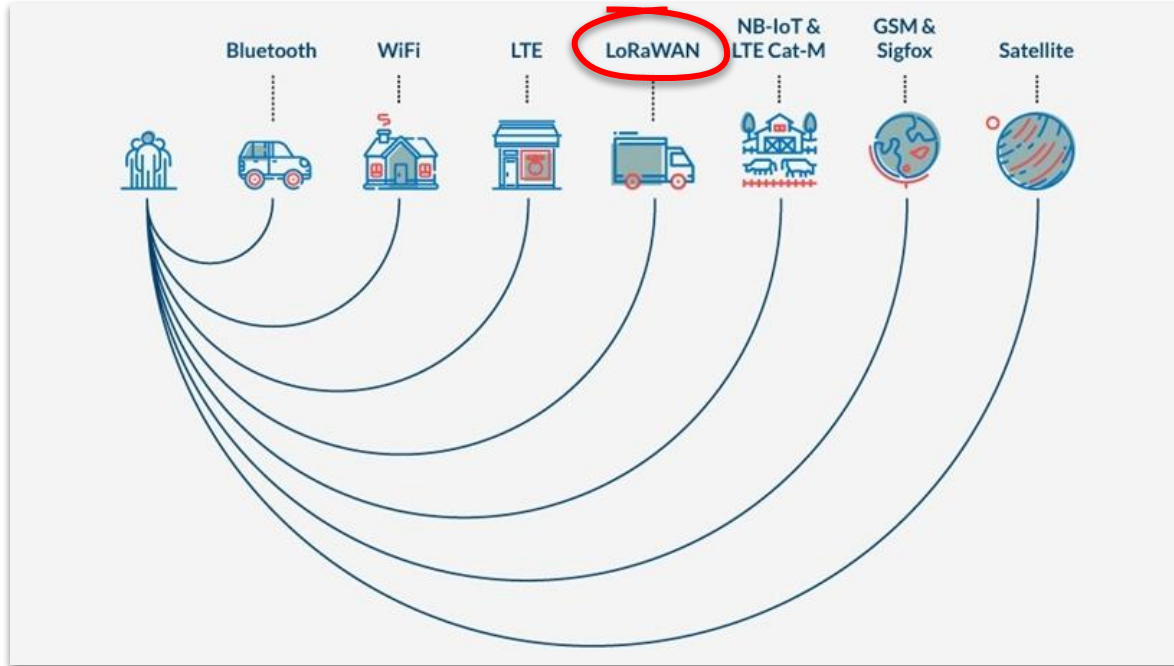 Bluetooth
WiFi
LTE
LoRaWAN
NB-IoT &
LTE Cat-M
GSM &
Sigfox
Satellite